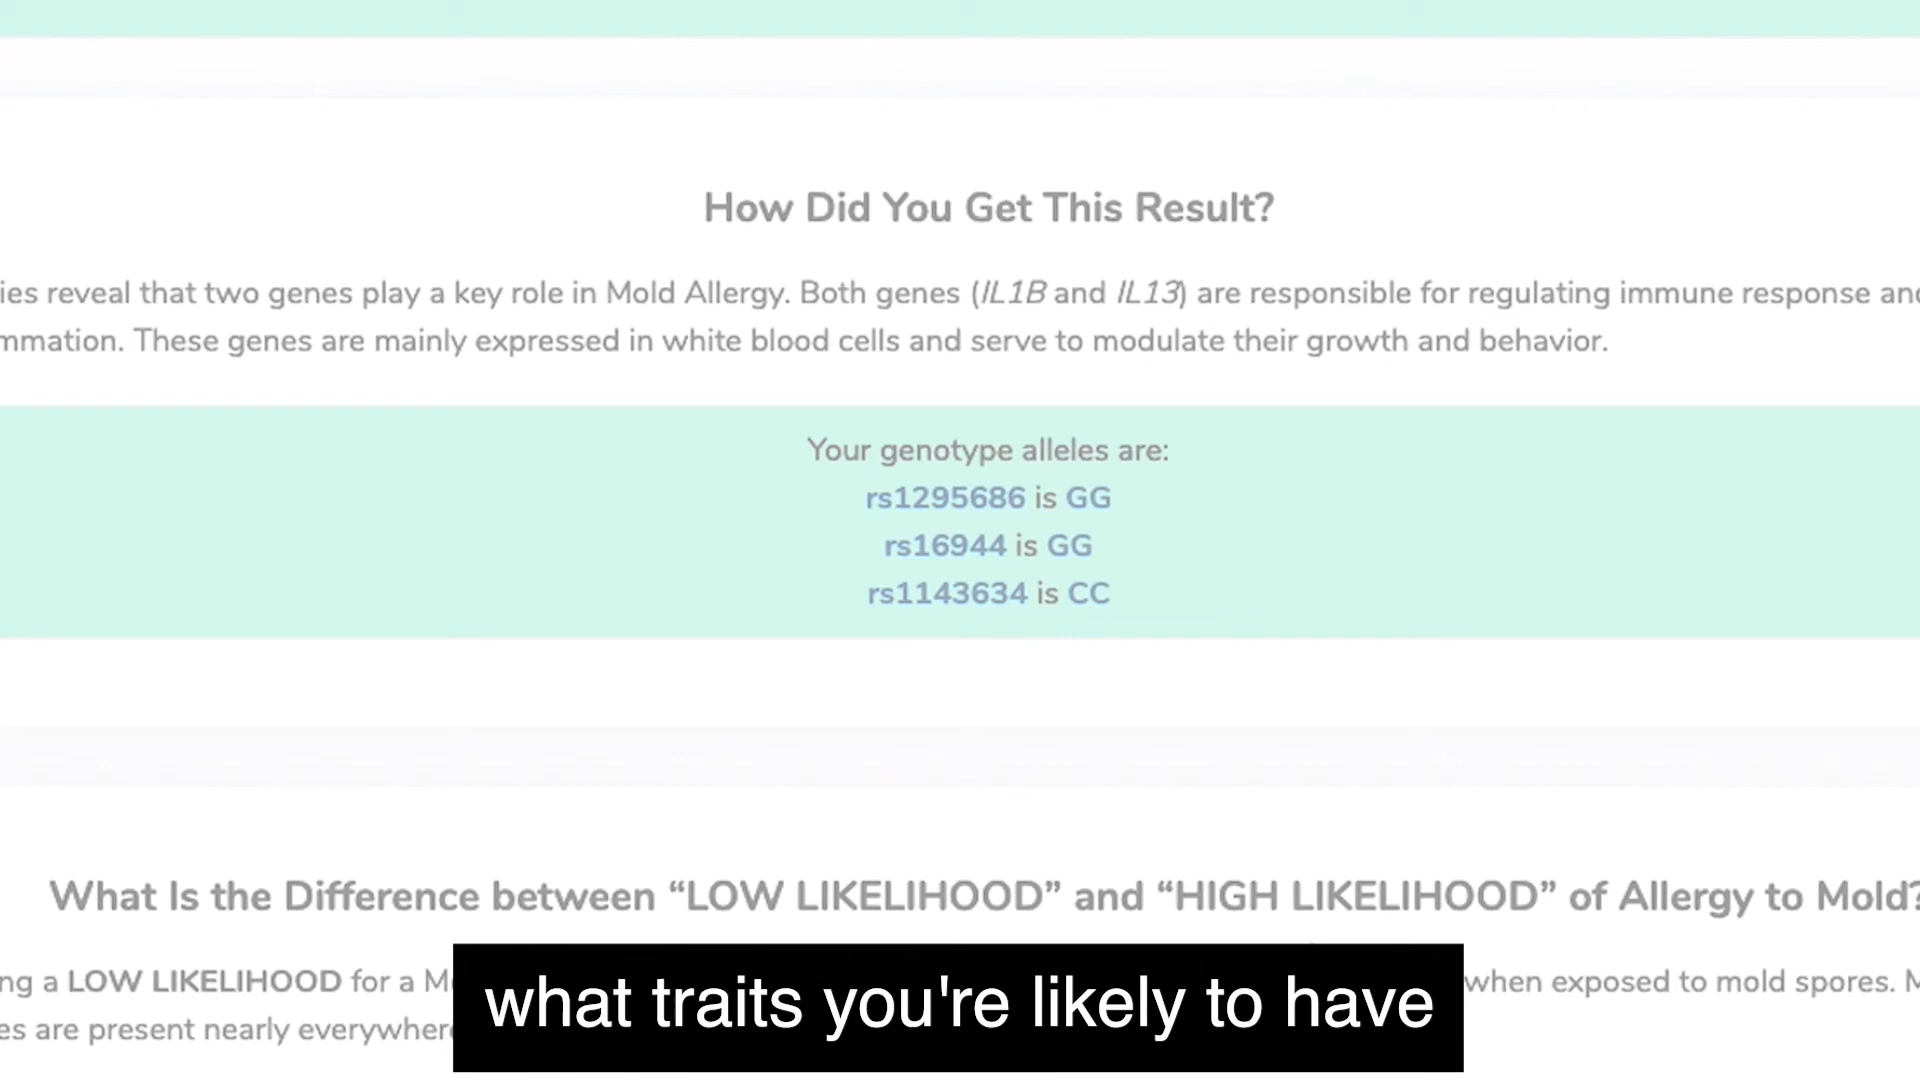 How Did You Get This Result?
ies reveal that two genes play a key role in Mold Allergy. Both genes (IL1B and IL13) are responsible for regulating immune response and
mmation. These genes are mainly expressed in white blood cells and serve to modulate their growth and behavior.
Your genotype alleles are:
rs1295686 is GG
rs16944 is GG
rs1143634 is CC
What Is the Difference between “LOW LIKELIHOOD” and “HIGH LIKELIHOOD” of Allergy to Mold?
ng a LOW LIKELIHOOD for a M when exposed to mold spores. M
es are present nearly everywher
what traits you're likely to have